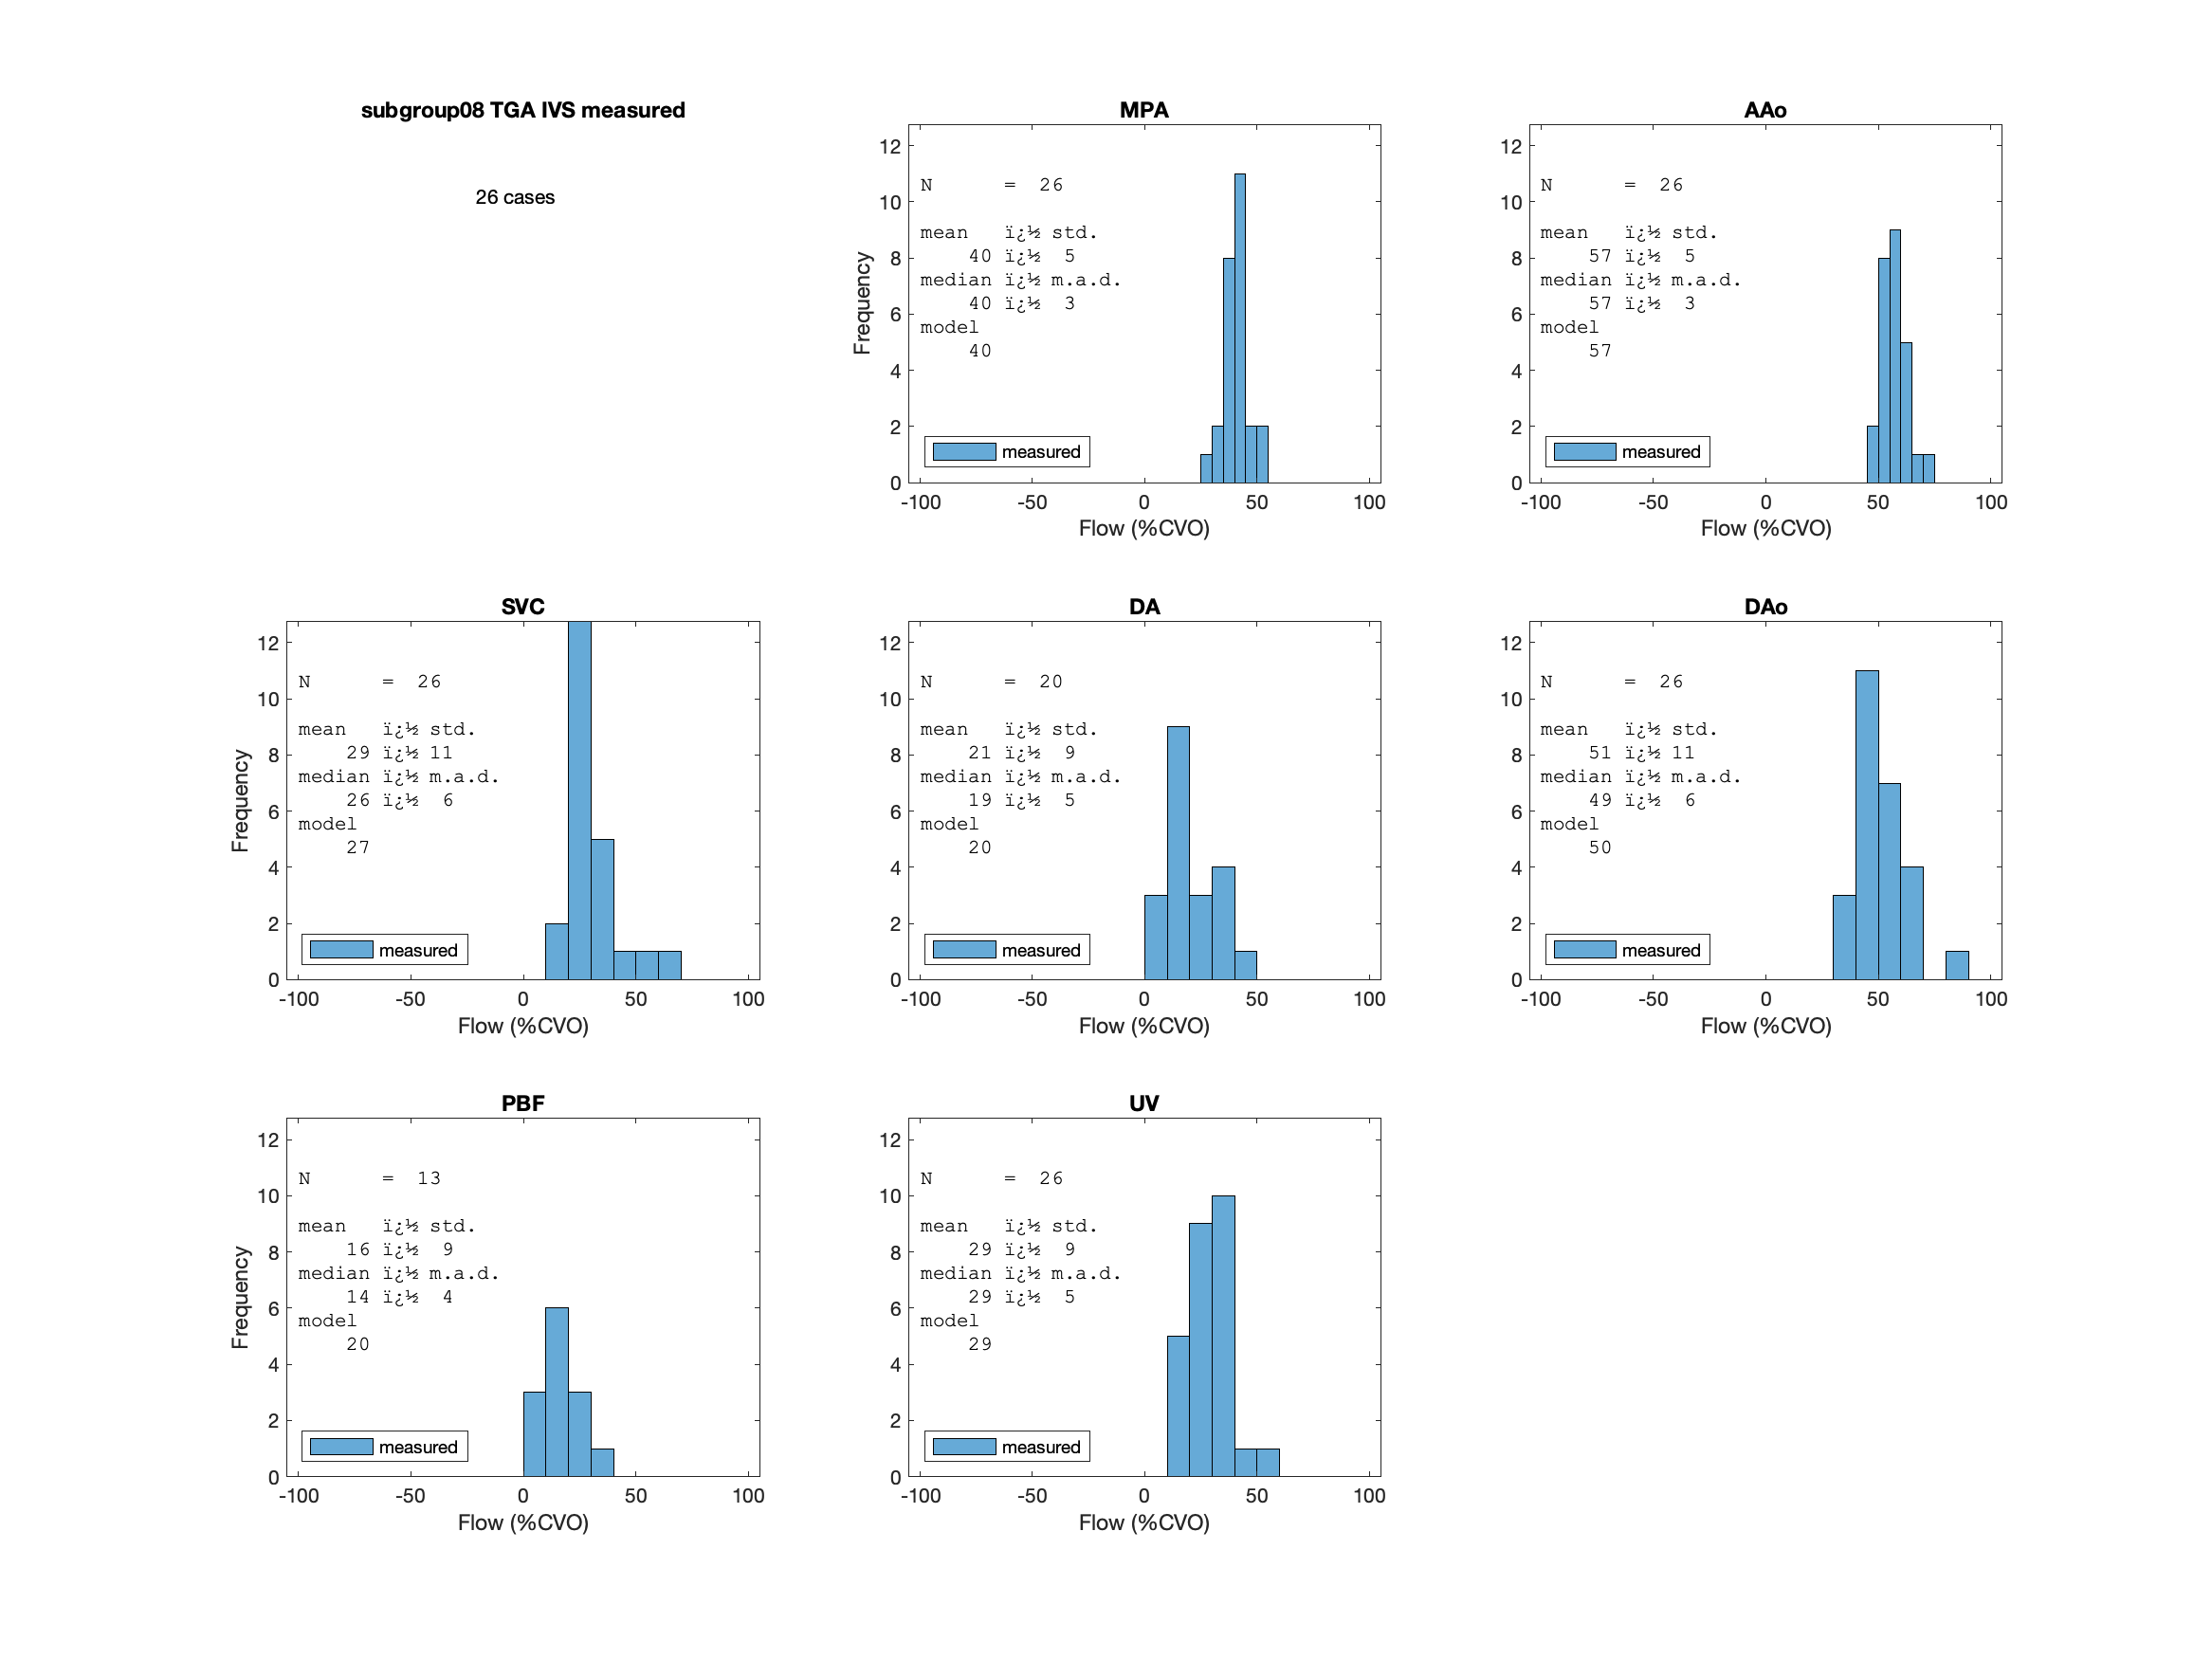 subgroup08 TGA IVS measured
26 cases
MPA
N = 26
mean ï¿½ std.
40 ï¿½ 5
median ï¿½ m.a.d.
40 ï¿½ 3
model
40
measured
Frequency
0
2
4
6
8
10
12
-100 -50 0 50 100
Flow (%CVO)
AAo
N = 26
mean ï¿½ std.
57 ï¿½ 5
median ï¿½ m.a.d.
57 ï¿½ 3
model
57
measured
0
2
4
6
8
10
12
-100 -50 0 50 100
Flow (%CVO)
SVC
N = 26
mean ï¿½ std.
29 ï¿½ 11
median ï¿½ m.a.d.
26 ï¿½ 6
model
27
measured
Frequency
0
2
4
6
8
10
12
-100 -50 0 50 100
Flow (%CVO)
DA
N = 20
mean ï¿½ std.
21 ï¿½ 9
median ï¿½ m.a.d.
19 ï¿½ 5
model
20
measured
0
2
4
6
8
10
12
-100 -50 0 50 100
Flow (%CVO)
DAo
N = 26
mean ï¿½ std.
51 ï¿½ 11
median ï¿½ m.a.d.
49 ï¿½ 6
model
50
measured
0
2
4
6
8
10
12
-100 -50 0 50 100
Flow (%CVO)
PBF
N = 13
mean ï¿½ std.
16 ï¿½ 9
median ï¿½ m.a.d.
14 ï¿½ 4
model
20
measured
Frequency
0
2
4
6
8
10
12
-100 -50 0 50 100
Flow (%CVO)
UV
N = 26
mean ï¿½ std.
29 ï¿½ 9
median ï¿½ m.a.d.
29 ï¿½ 5
model
29
measured
0
2
4
6
8
10
12
-100 -50 0 50 100
Flow (%CVO)